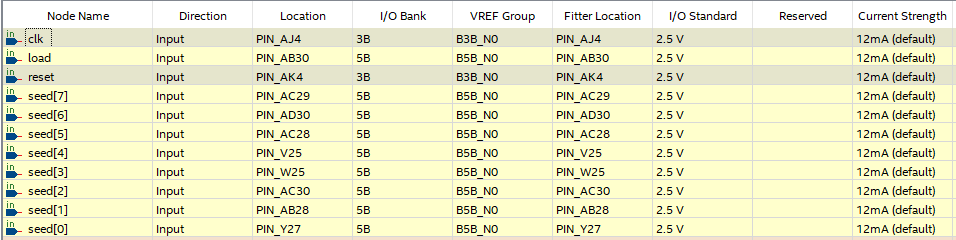 Node Name Direction Location I/O Bank VREF Group Fitter Location I/O Standard Reserved Current Strength
in clk Input PIN_AJ4 3B B3B_N0 PIN_AJ4 2.5 V 12mA (default)
in load Input PIN_AB30 5B B5B_N0 PIN_AB30 2.5 V 12mA (default)
in reset Input PIN_AK4 3B B3B_N0 PIN_AK4 2.5 V 12mA (default)
in seed[7] Input PIN_AC29 5B B5B_N0 PIN_AC29 2.5 V 12mA (default)
in seed[6] Input PIN_AD30 5B B5B_N0 PIN_AD30 2.5 V 12mA (default)
in seed[5] Input PIN_AC28 5B B5B_N0 PIN_AC28 2.5 V 12mA (default)
in seed[4] Input PIN_V25 5B B5B_N0 PIN_V25 2.5 V 12mA (default)
in seed[3] Input PIN_W25 5B B5B_N0 PIN_W25 2.5 V 12mA (default)
in seed[2] Input PIN_AC30 5B B5B_N0 PIN_AC30 2.5 V 12mA (default)
in seed[1] Input PIN_AB28 5B B5B_N0 PIN_AB28 2.5 V 12mA (default)
in seed[0] Input PIN_Y27 5B B5B_N0 PIN_Y27 2.5 V 12mA (default)